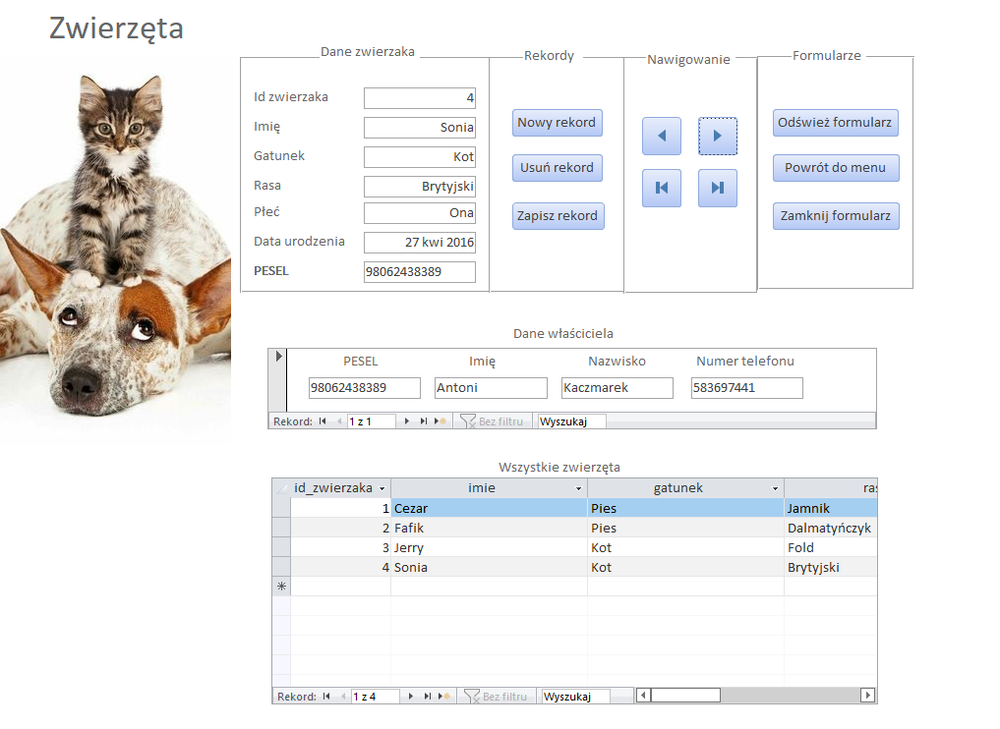 Zwierzęta
Dane zwierzaka
Id zwierzaka 4
Imię Sonia
Gatunek Kot
Rasa Brytyjski
Płeć Ona
Data urodzenia 27 kwi 2016
PESEL 98062438389
Rekordy
Nowy rekord
Usuń rekord
Zapisz rekord
Nawigowanie
Formularze
Odśwież formularz
Powrót do menu
Zamknij formularz
Dane właściciela
PESEL Imię Nazwisko Numer telefonu
98062438389 Antoni Kaczmarek 583697441
Rekord: 1 z 1 Bez filtru Wyszukaj
Wszystkie zwierzęta
id_zwierzaka imie gatunek ras
1 Cezar Pies Jamnik
2 Fafik Pies Dalmatyńczyk
3 Jerry Kot Fold
4 Sonia Kot Brytyjski
Rekord: 1 z 4 Bez filtru Wyszukaj